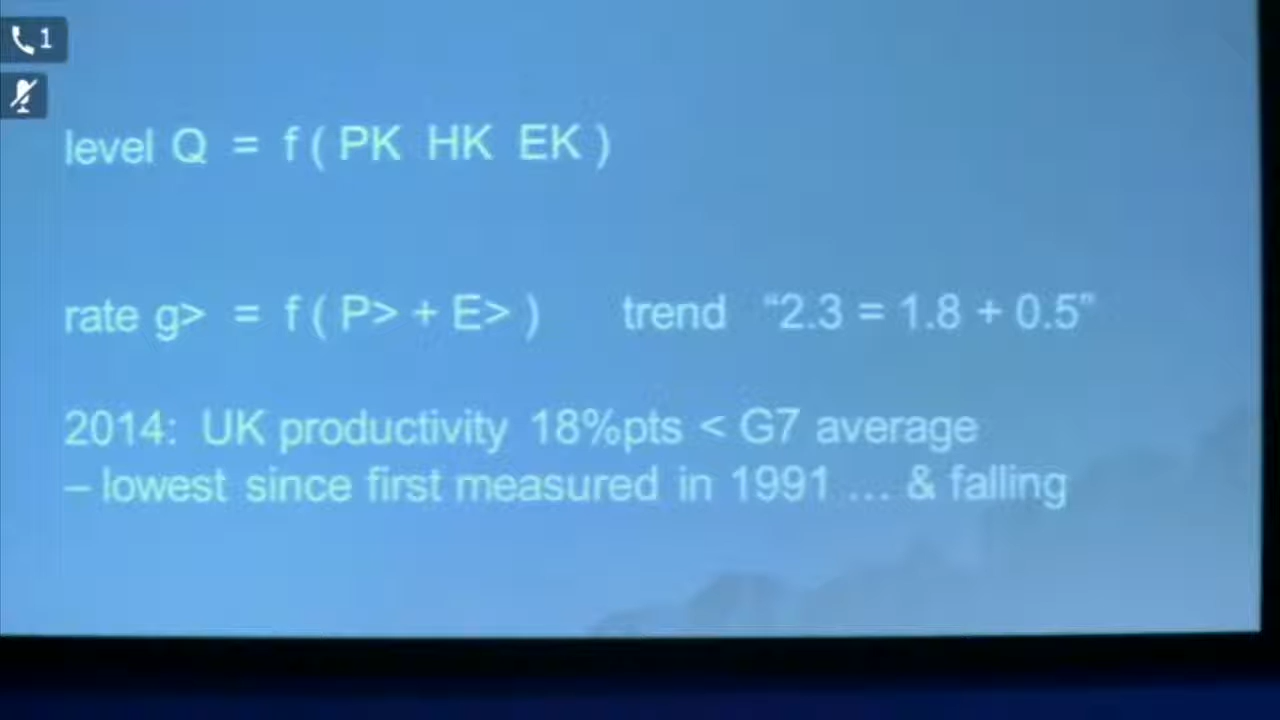 1
level Q = f ( PK HK EK )
rate g> = f ( P> + E> ) trend “2.3 = 1.8 + 0.5”
2014: UK productivity 18%pts < G7 average
– lowest since first measured in 1991 ... & falling